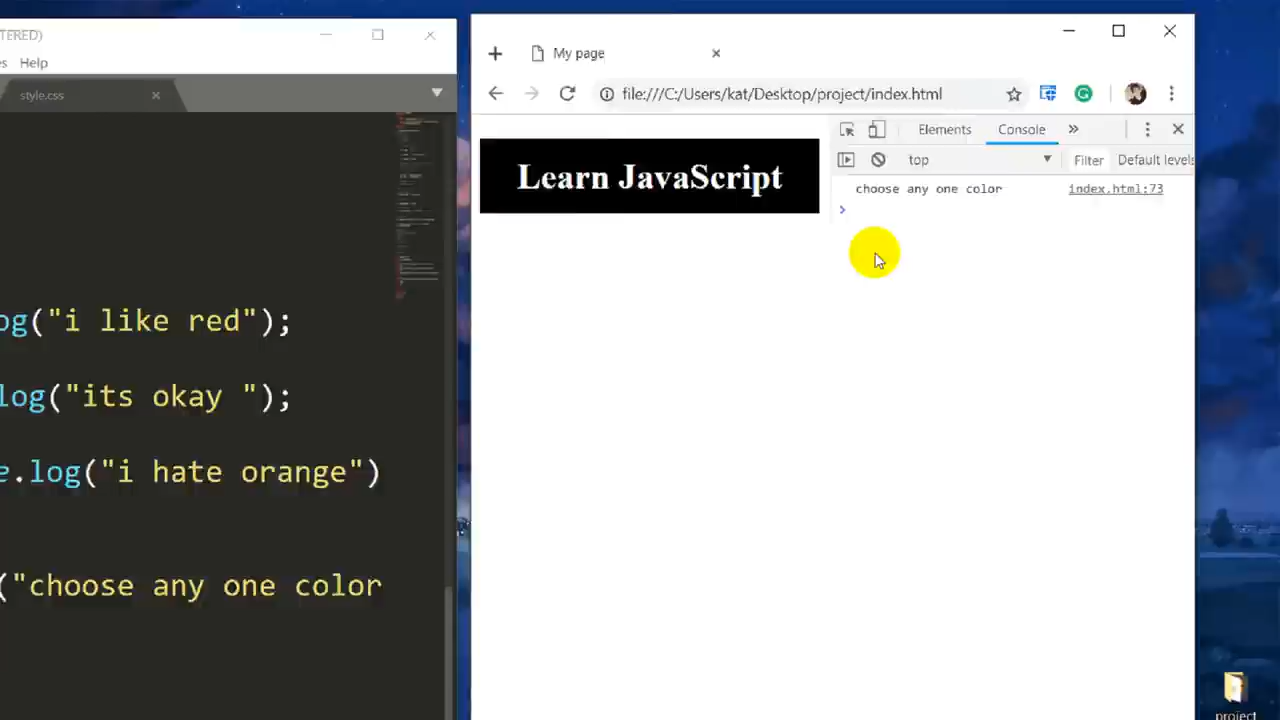 TERED)
s Help
style.css
og("i like red");
log("its okay ");
e.log("i hate orange")
("choose any one color
My page
file:///C:/Users/kat/Desktop/project/index.html
Learn JavaScript
Elements Console »
top Filter Default levels
choose any one color index.html:73
project